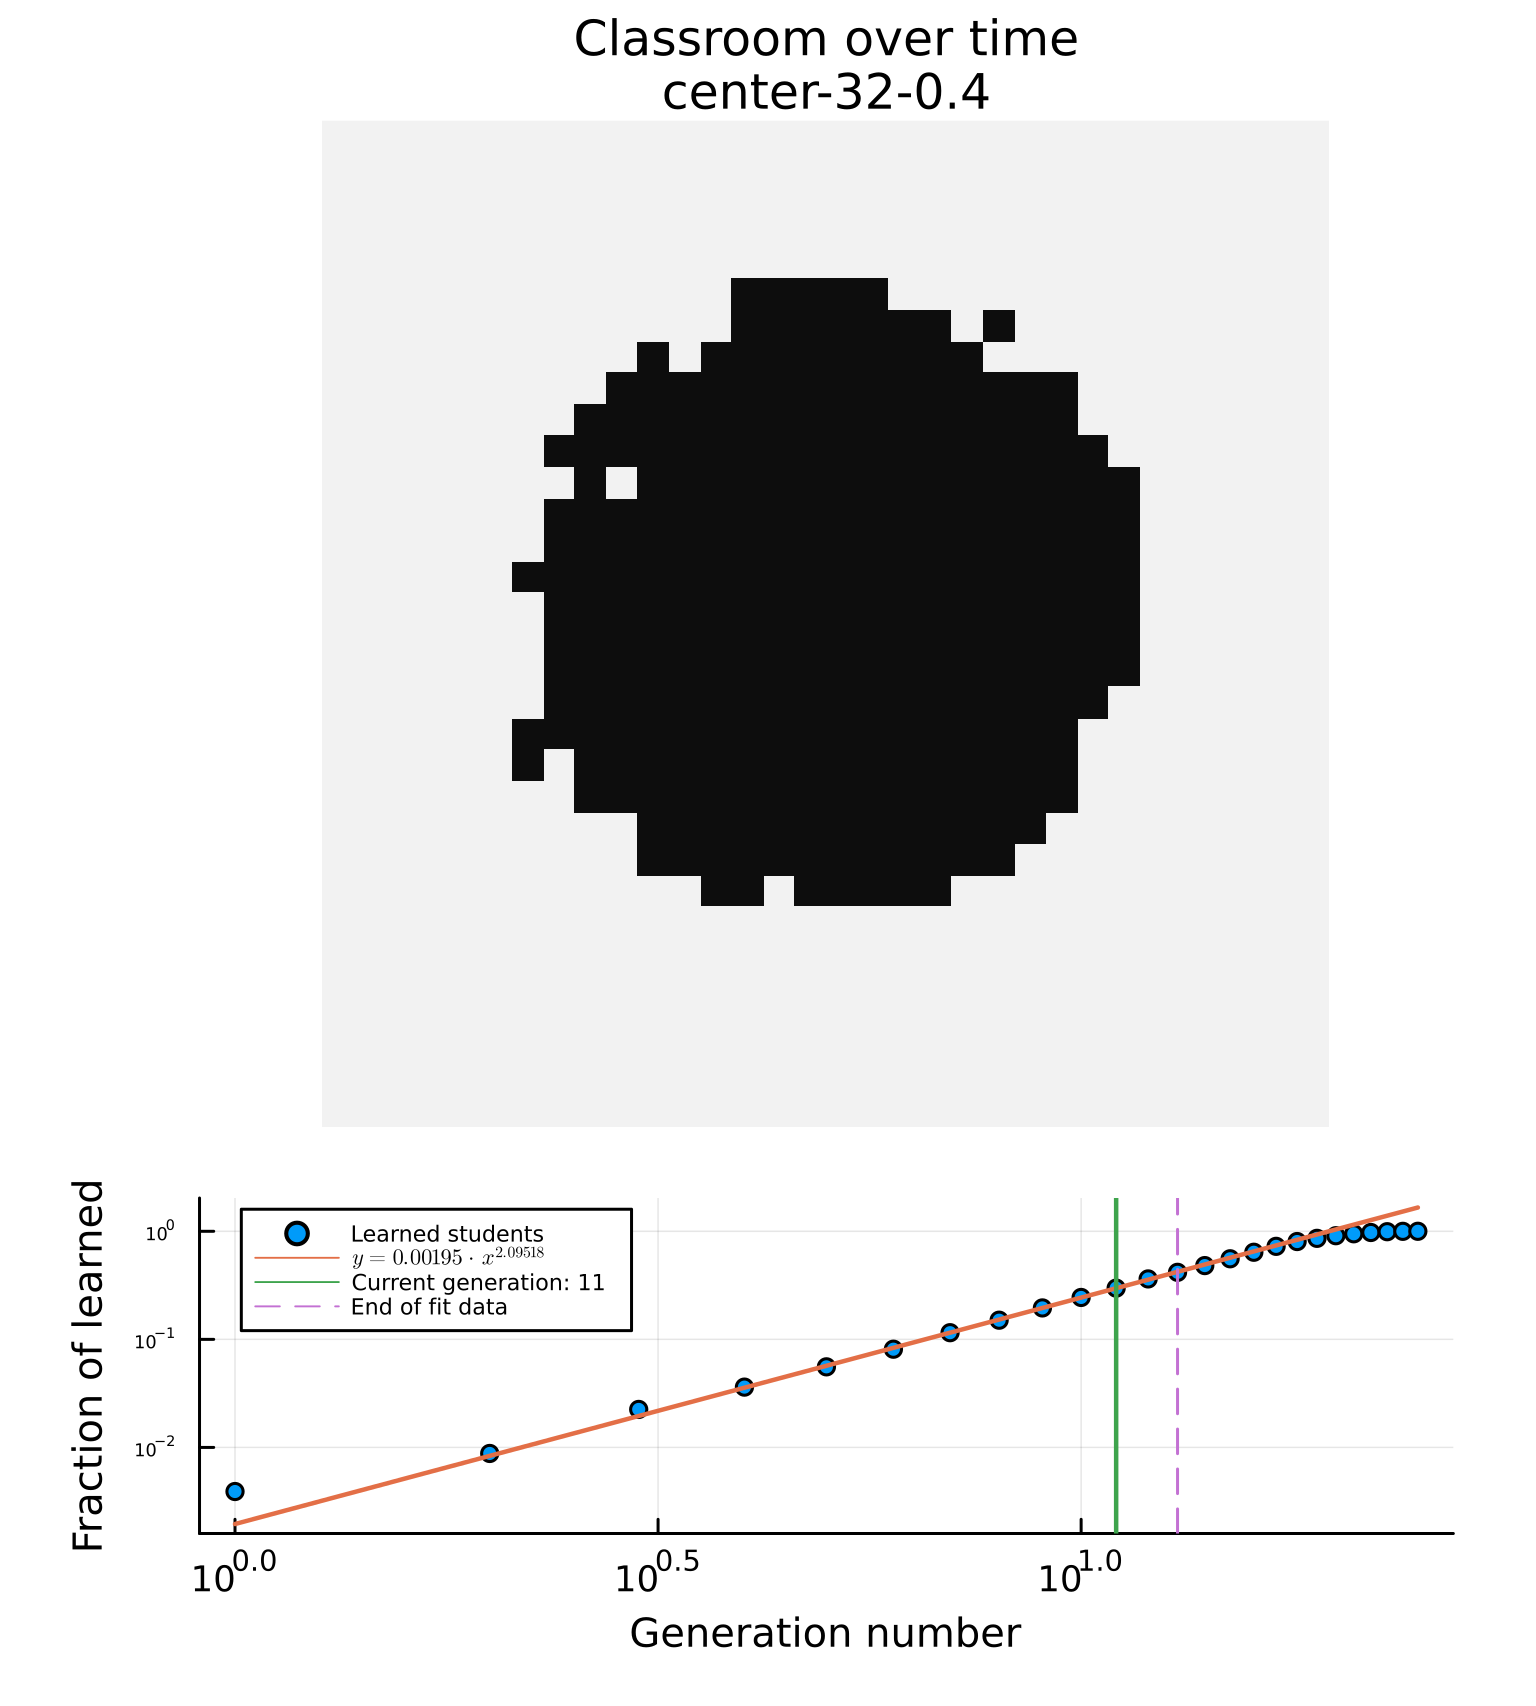 Classroom over time
center-32-0.4
Fraction of learned
10⁰
10⁻¹
10⁻²
Learned students
y = 0.00195 · x^2.09518
Current generation: 11
End of fit data
10^0.0
10^0.5
10^1.0
Generation number